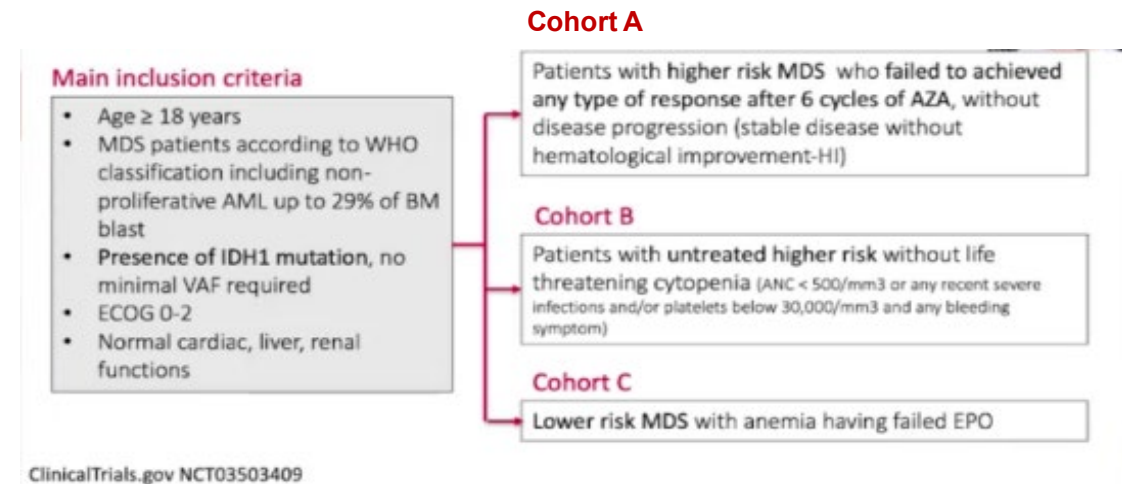 Cohort A
Main inclusion criteria
• Age ≥ 18 years
• MDS patients according to WHO
classification including non-
proliferative AML up to 29% of BM
blast
• Presence of IDH1 mutation, no
minimal VAF required
• ECOG 0-2
• Normal cardiac, liver, renal
functions
Patients with higher risk MDS who failed to achieved
any type of response after 6 cycles of AZA, without
disease progression (stable disease without
hematological improvement-HI)
Cohort B
Patients with untreated higher risk without life
threatening cytopenia (ANC < 500/mm3 or any recent severe
infections and/or platelets below 30,000/mm3 and any bleeding
symptom)
Cohort C
Lower risk MDS with anemia having failed EPO
ClinicalTrials.gov NCT03503409